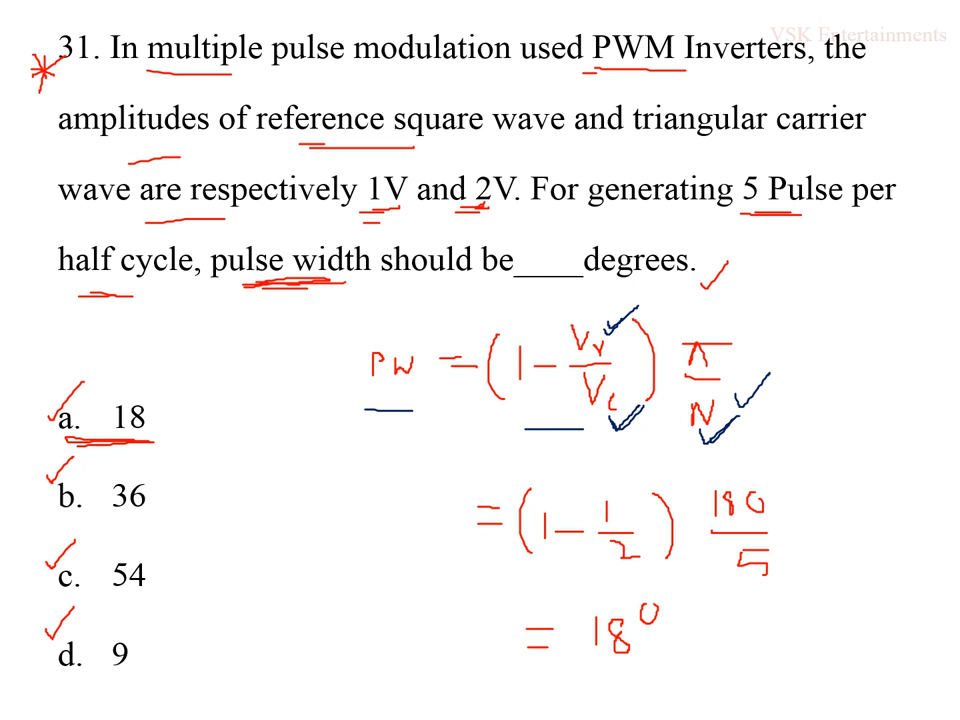 VSK Entertainments
31. In multiple pulse modulation used PWM Inverters, the
amplitudes of reference square wave and triangular carrier
wave are respectively 1V and 2V. For generating 5 Pulse per
half cycle, pulse width should be____degrees.
PW = (1 - Vr/Vc) π/N
a. 18
b. 36
= (1 - 1/2) 180/5
c. 54
= 18⁰
d. 9